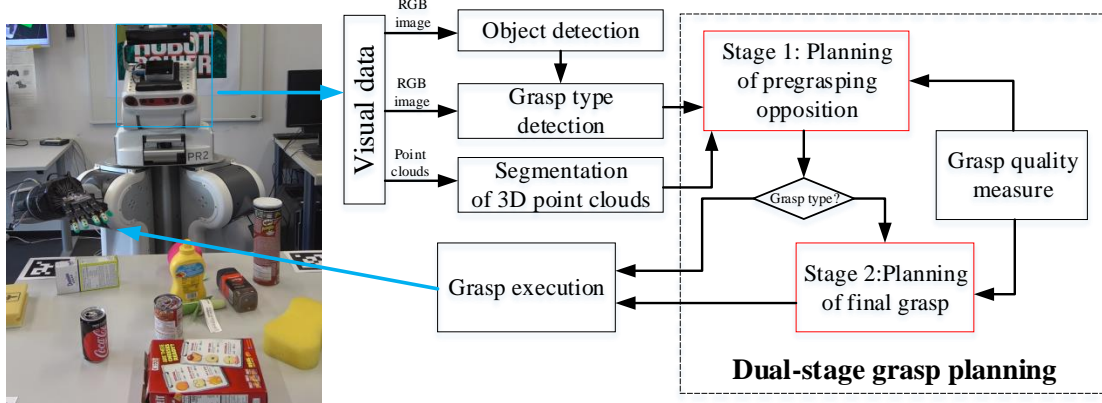 ROBOT
POWER
PR2
Coca-Cola
Visual data
RGB
image
RGB
image
Point
clouds
Object detection
Grasp type
detection
Segmentation
of 3D point clouds
Stage 1: Planning
of pregrasping
opposition
Grasp type?
Grasp quality
measure
Stage 2:Planning
of final grasp
Grasp execution
Dual-stage grasp planning